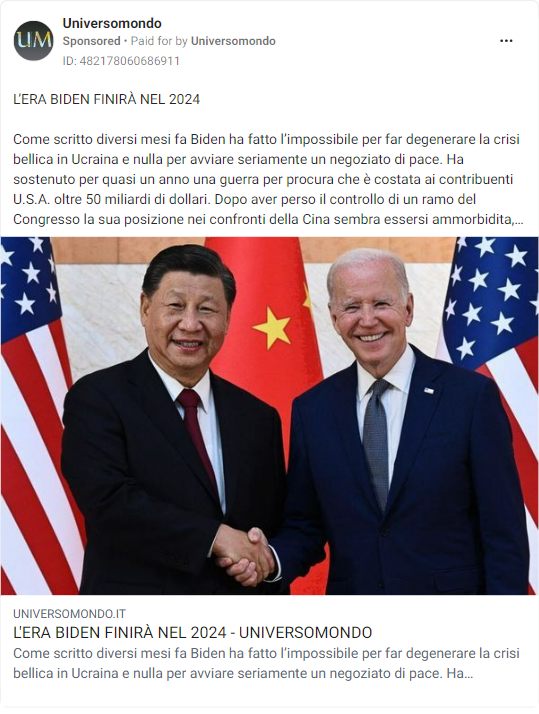 UM
Universomondo
Sponsored • Paid for by Universomondo
ID: 482178060686911
L'ERA BIDEN FINIRÀ NEL 2024
Come scritto diversi mesi fa Biden ha fatto l'impossibile per far degenerare la crisi
bellica in Ucraina e nulla per avviare seriamente un negoziato di pace. Ha
sostenuto per quasi un anno una guerra per procura che è costata ai contribuenti
U.S.A. oltre 50 miliardi di dollari. Dopo aver perso il controllo di un ramo del
Congresso la sua posizione nei confronti della Cina sembra essersi ammorbidita,...
UNIVERSOMONDO.IT
L'ERA BIDEN FINIRÀ NEL 2024 - UNIVERSOMONDO
Come scritto diversi mesi fa Biden ha fatto l'impossibile per far degenerare la crisi
bellica in Ucraina e nulla per avviare seriamente un negoziato di pace. Ha...